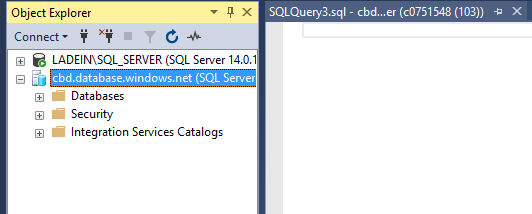 Object Explorer
SQLQuery3.sql - cbd...er (c0751548 (103))
Connect
LADEIN\SQL_SERVER (SQL Server 14.0.1
cbd.database.windows.net (SQL Server
Databases
Security
Integration Services Catalogs